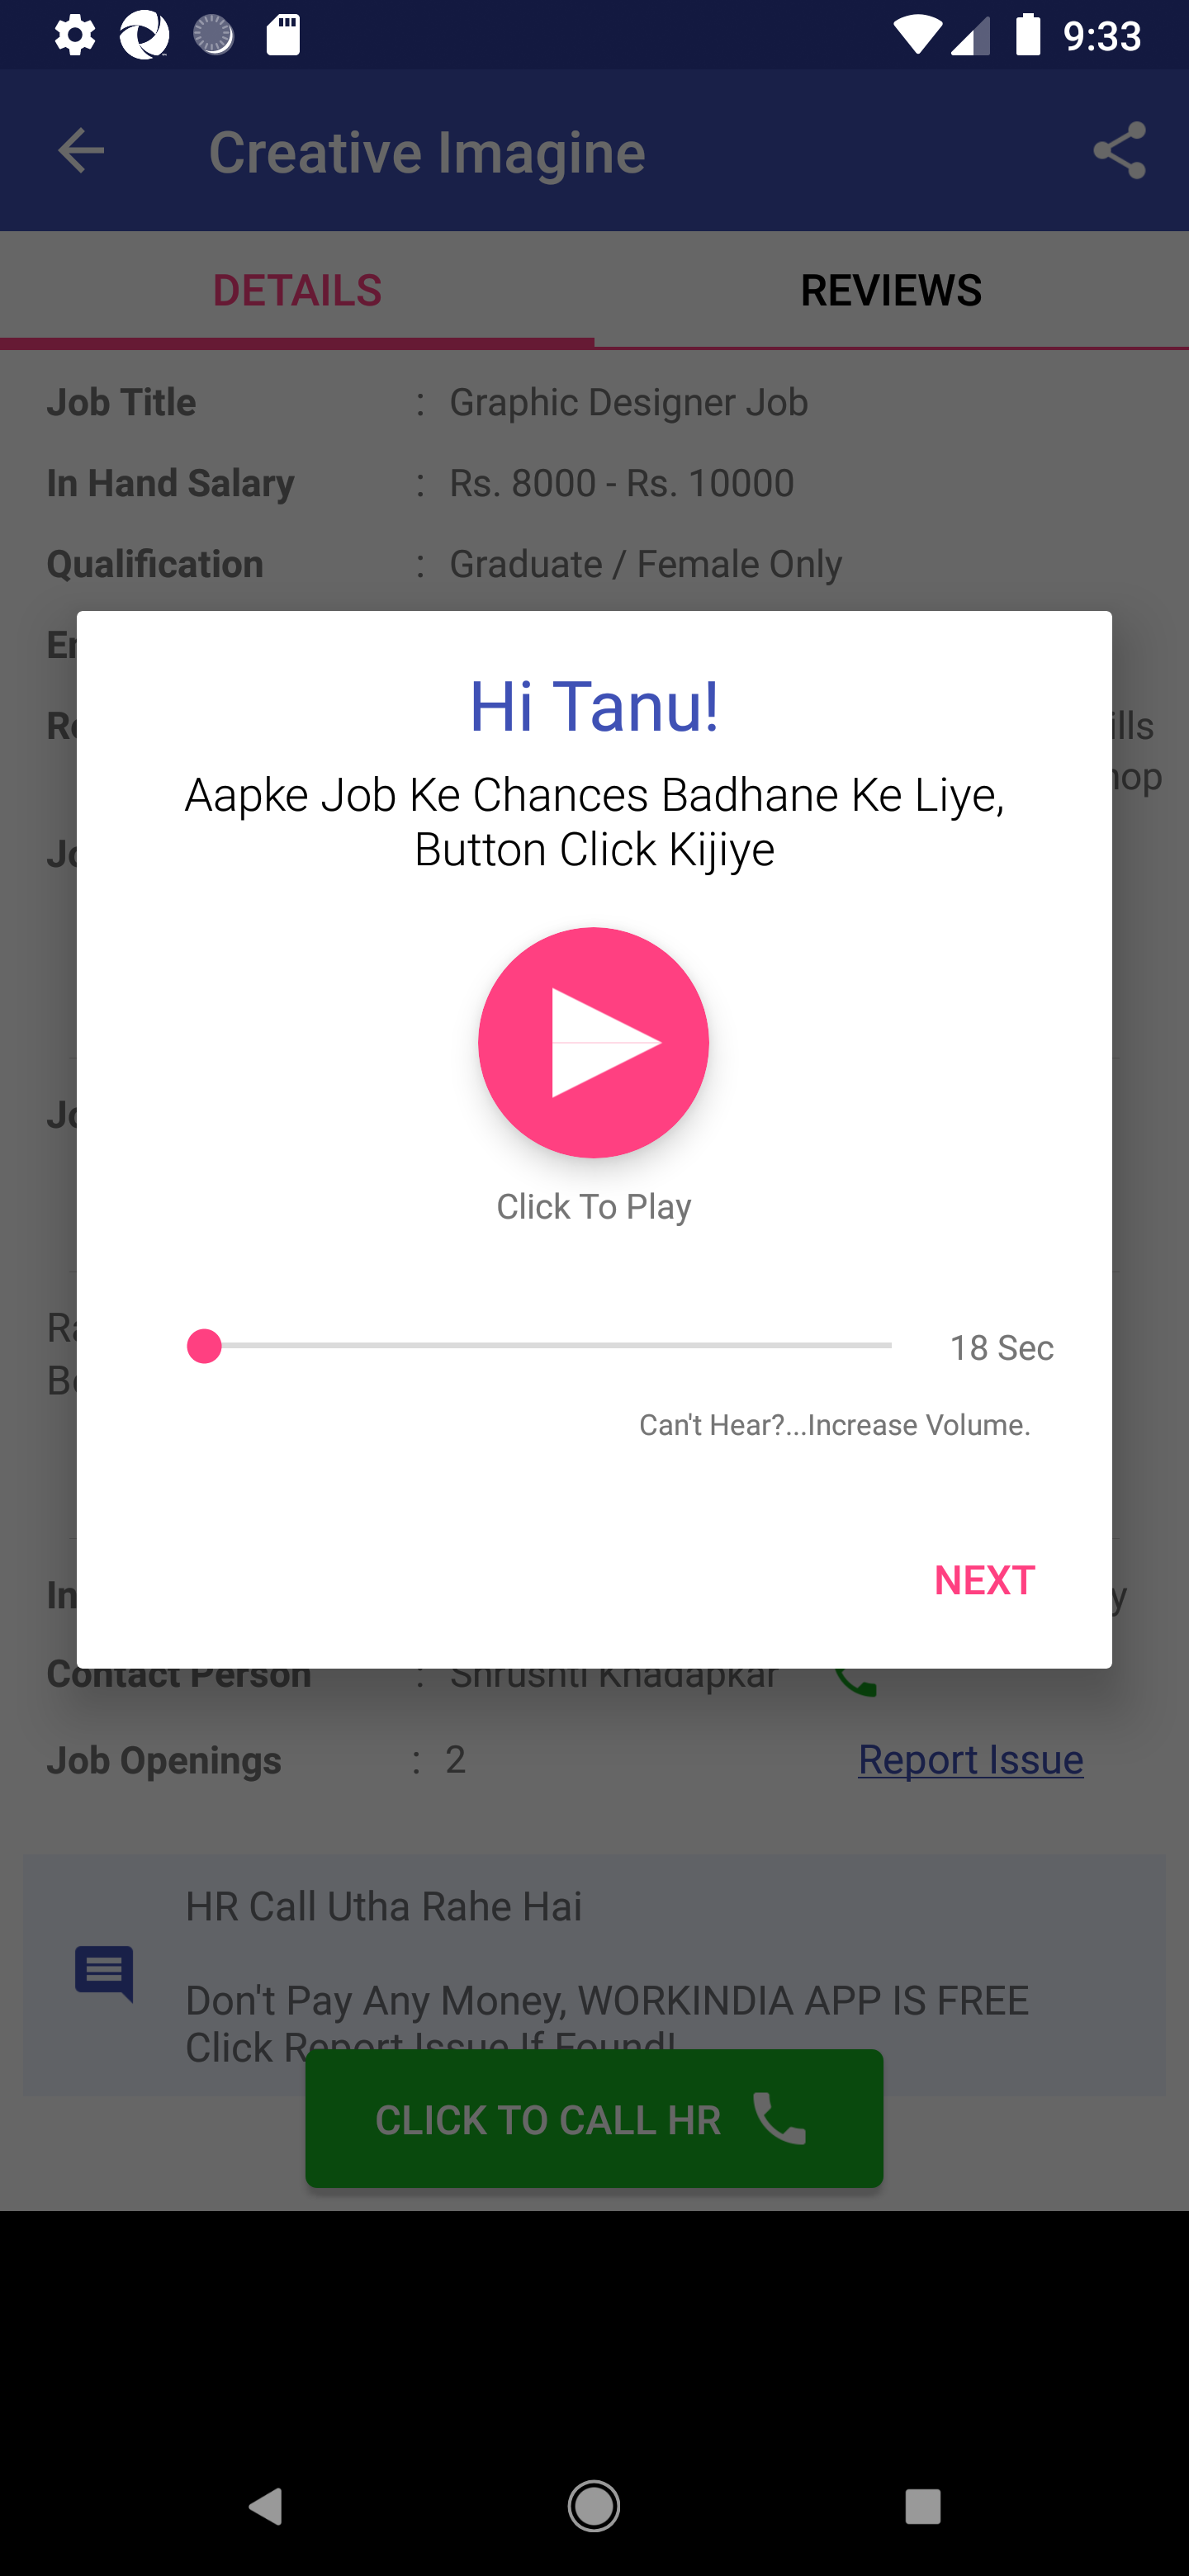 9:33
Creative Imagine
DETAILS
REVIEWS
Job Title : Graphic Designer Job
In Hand Salary : Rs. 8000 - Rs. 10000
Qualification : Graduate / Female Only
Hi Tanu!
Aapke Job Ke Chances Badhane Ke Liye,
Button Click Kijiye
Click To Play
18 Sec
Can't Hear?...Increase Volume.
NEXT
Contact Person : Shrushti Khadapkar
Job Openings : 2 Report Issue
HR Call Utha Rahe Hai
Don't Pay Any Money, WORKINDIA APP IS FREE
Click Report Issue If Found!
CLICK TO CALL HR